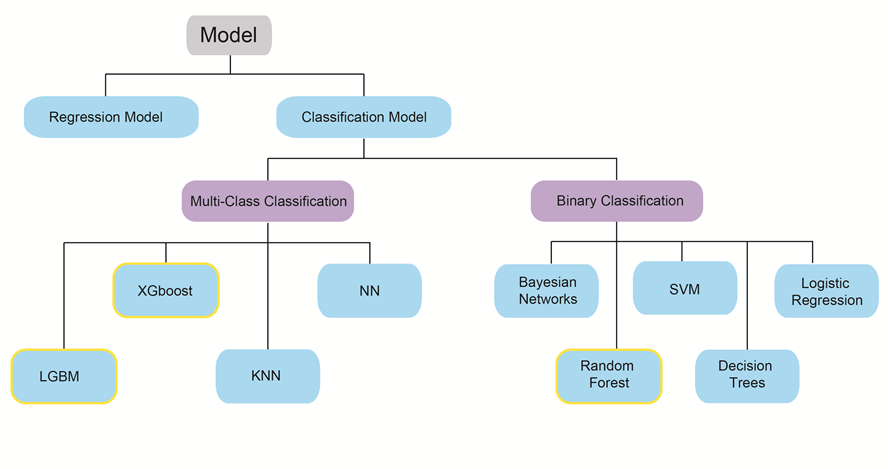 Model
Regression Model
Classification Model
Multi-Class Classification
Binary Classification
XGboost
NN
Bayesian
Networks
SVM
Logistic
Regression
LGBM
KNN
Random
Forest
Decision
Trees